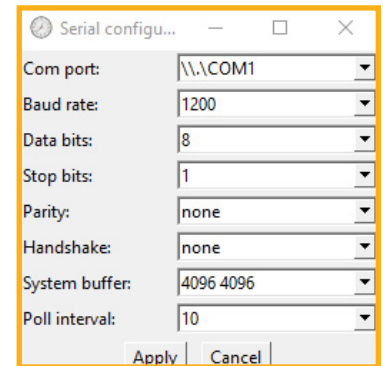 Serial configu...
Com port: \\.\COM1
Baud rate: 1200
Data bits: 8
Stop bits: 1
Parity: none
Handshake: none
System buffer: 4096 4096
Poll interval: 10
Apply Cancel